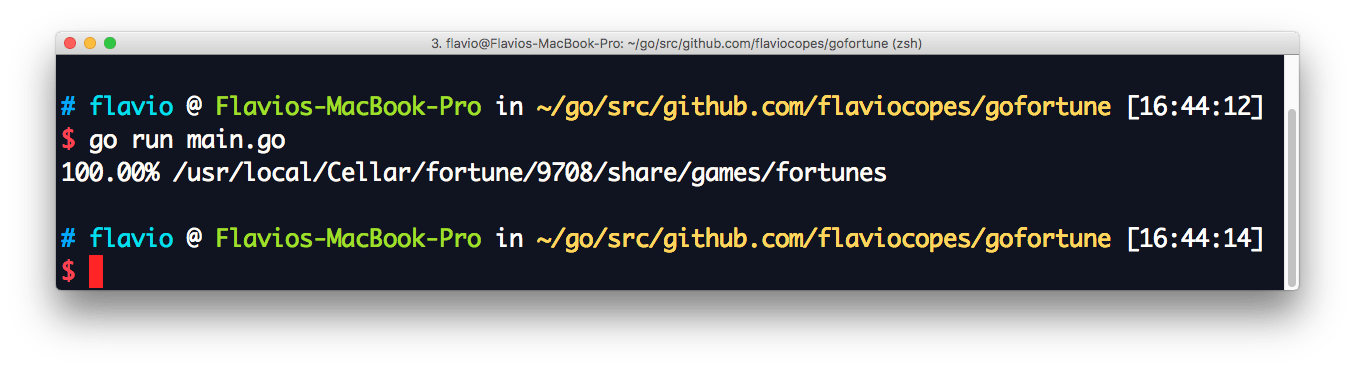 3. flavio@Flavios-MacBook-Pro: ~/go/src/github.com/flaviocopes/gofortune (zsh)
# flavio @ Flavios-MacBook-Pro in ~/go/src/github.com/flaviocopes/gofortune [16:44:12]
$ go run main.go
100.00% /usr/local/Cellar/fortune/9708/share/games/fortunes
# flavio @ Flavios-MacBook-Pro in ~/go/src/github.com/flaviocopes/gofortune [16:44:14]
$